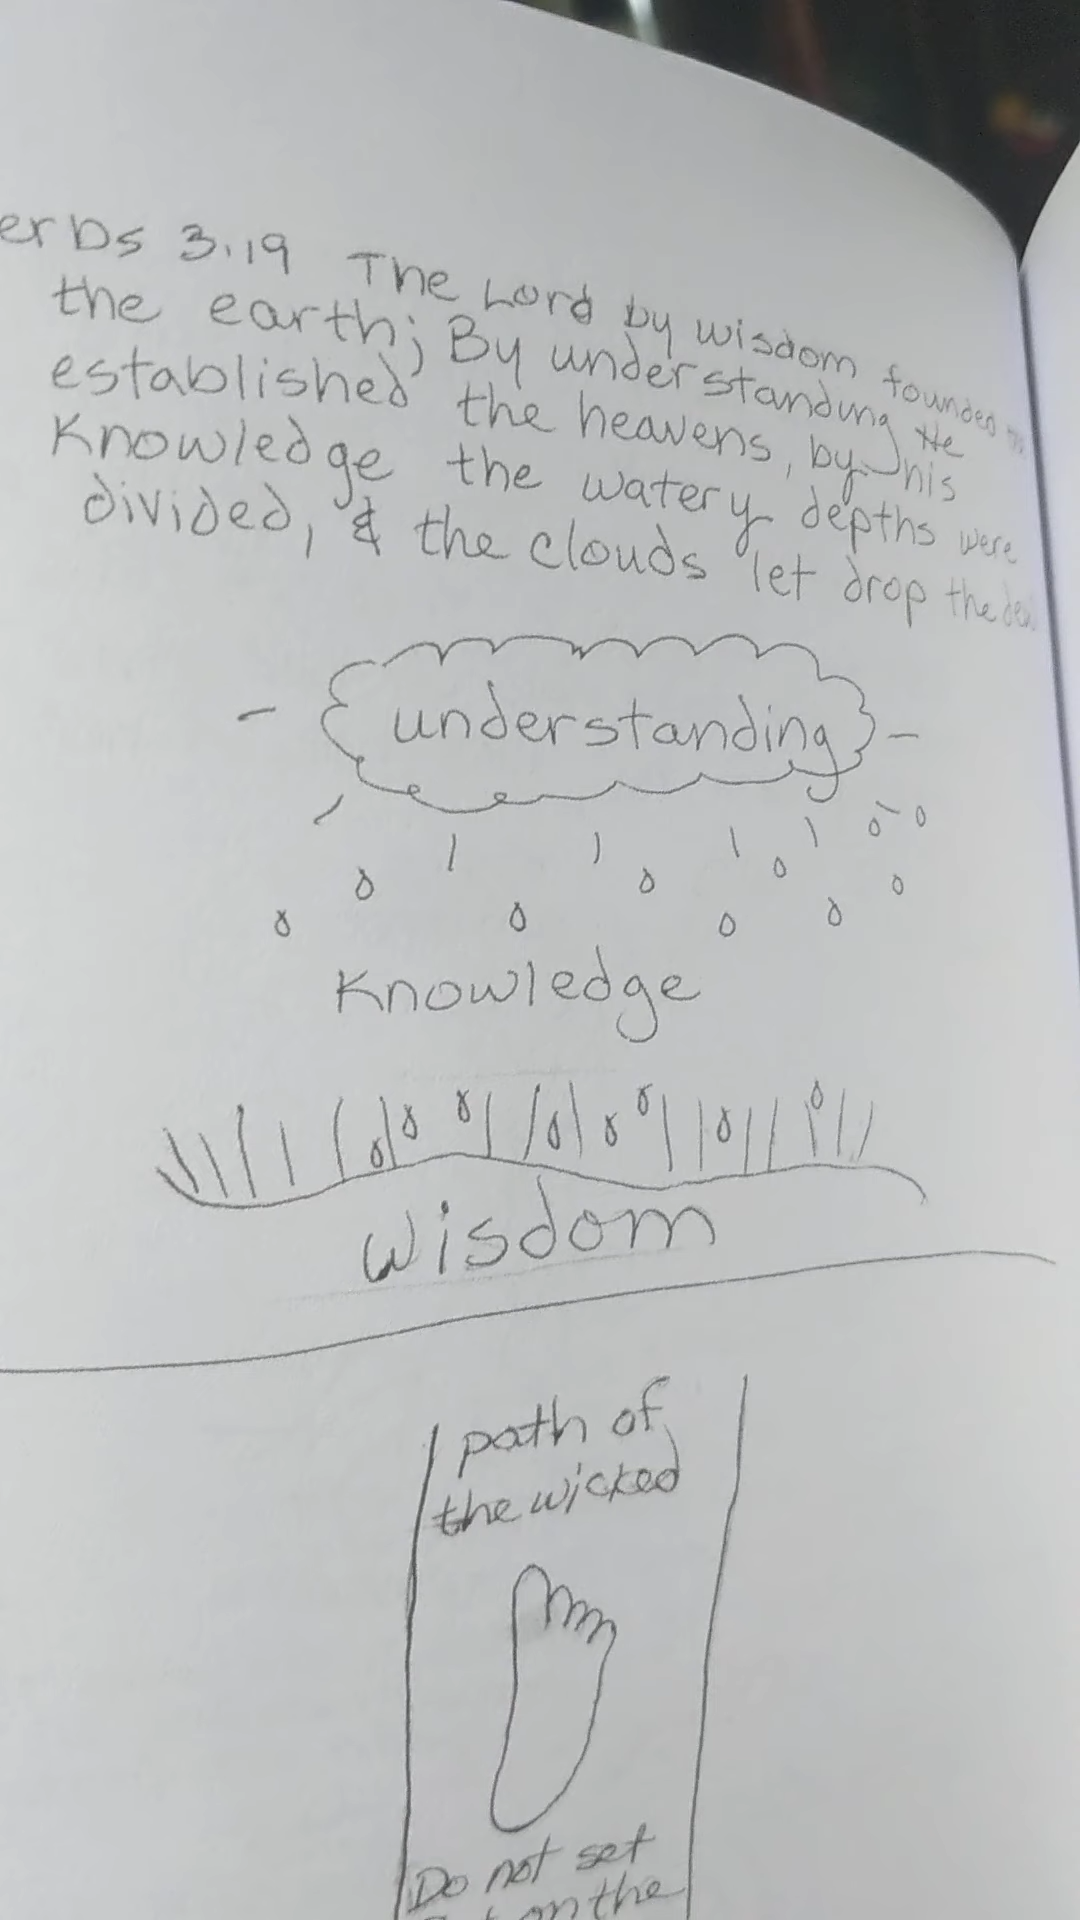 erbs 3.19 The Lord by wisdom founded
the earth; By understanding He
established the heavens, by his
Knowledge the watery depths were
divided, & the clouds let drop the dew
understanding
Knowledge
Wisdom
path of
the wicked
Do not set
on the